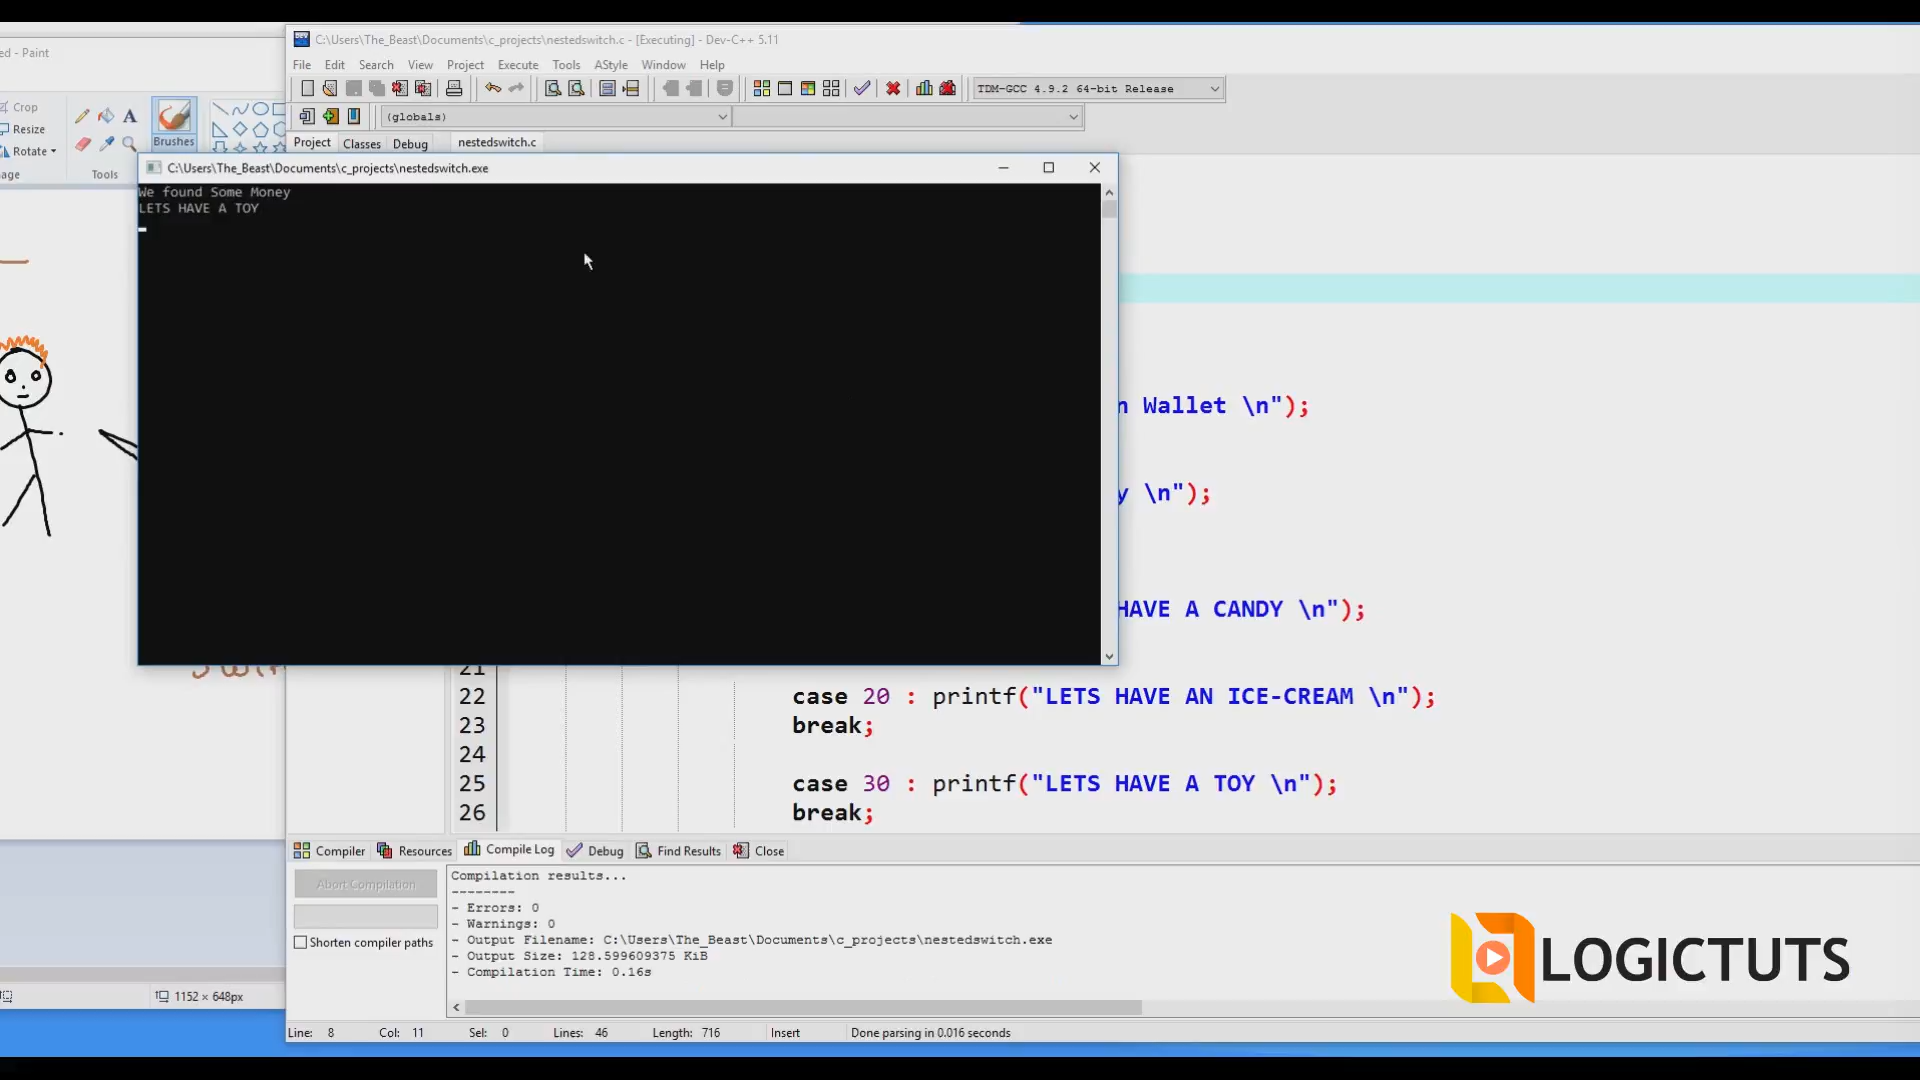 ed - Paint
Crop
Resize
Rotate
age
Brushes
Tools
1152 × 648px
C:\Users\The_Beast\Documents\c_projects\nestedswitch.c - [Executing] - Dev-C++ 5.11
File Edit Search View Project Execute Tools AStyle Window Help
TDM-GCC 4.9.2 64-bit Release
(globals)
Project Classes Debug nestedswitch.c
C:\Users\The_Beast\Documents\c_projects\nestedswitch.exe
We found Some Money
LETS HAVE A TOY
n Wallet \n");
y \n");
HAVE A CANDY \n");
21
22 case 20 : printf("LETS HAVE AN ICE-CREAM \n");
23 break;
24
25 case 30 : printf("LETS HAVE A TOY \n");
26 break;
Compiler Resources Compile Log Debug Find Results Close
Abort Compilation
Shorten compiler paths
Compilation results...
--------
- Errors: 0
- Warnings: 0
- Output Filename: C:\Users\The_Beast\Documents\c_projects\nestedswitch.exe
- Output Size: 128.599609375 KiB
- Compilation Time: 0.16s
Line: 8 Col: 11 Sel: 0 Lines: 46 Length: 716 Insert Done parsing in 0.016 seconds
LOGICTUTS